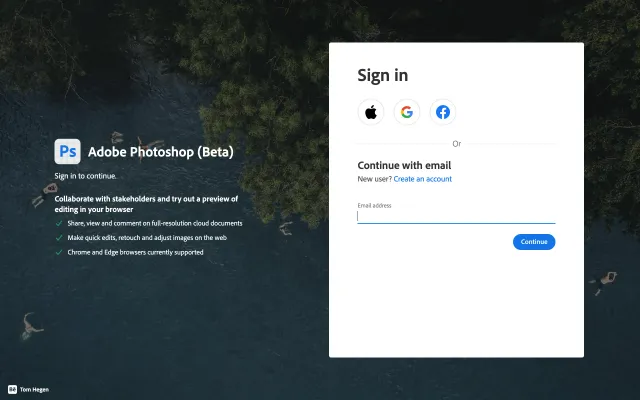 Ps Adobe Photoshop (Beta)
Sign in to continue.
Collaborate with stakeholders and try out a preview of
editing in your browser
Share, view and comment on full-resolution cloud documents
Make quick edits, retouch and adjust images on the web
Chrome and Edge browsers currently supported
Sign in
Or
Continue with email
New user? Create an account
Email address
Continue
Bē Tom Hegen